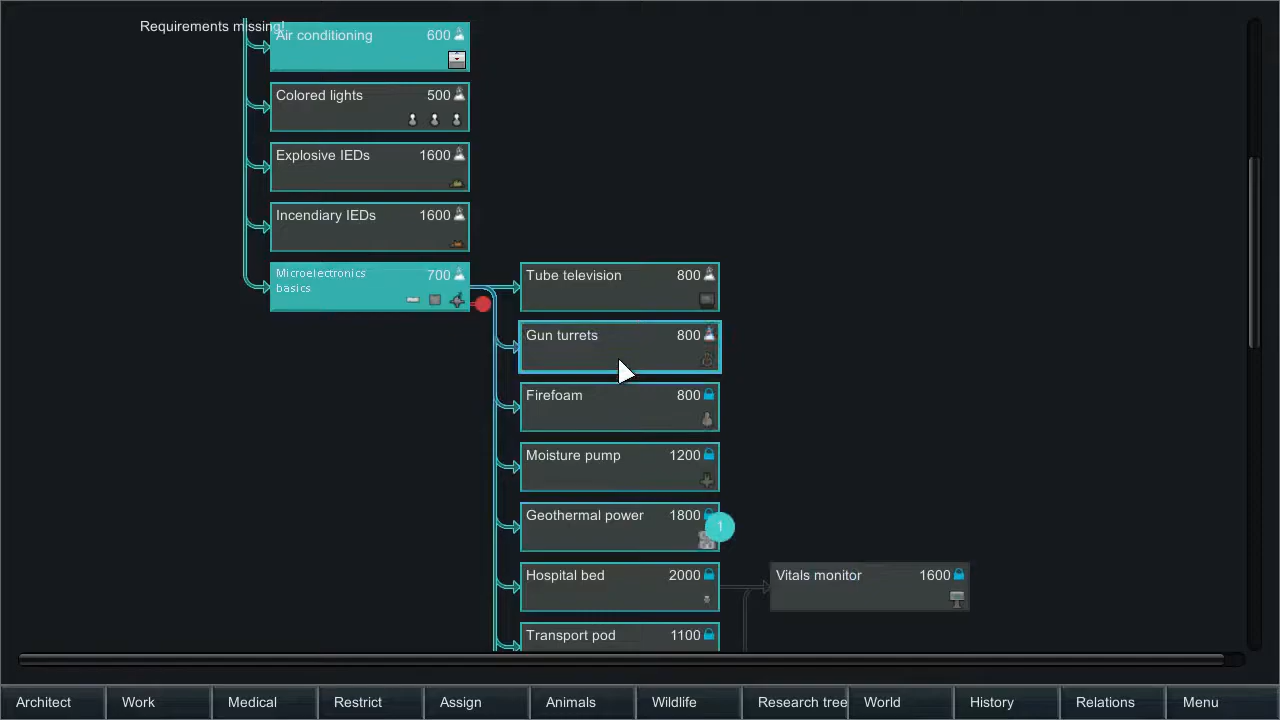 Requirements missing!
Air conditioning 600
Colored lights 500
Explosive IEDs 1600
Incendiary IEDs 1600
Microelectronics 700
basics
Tube television 800
Gun turrets 800
Firefoam 800
Moisture pump 1200
Geothermal power 1800
1
Hospital bed 2000
Vitals monitor 1600
Transport pod 1100
Architect Work Medical Restrict Assign Animals Wildlife Research tree World History Relations Menu